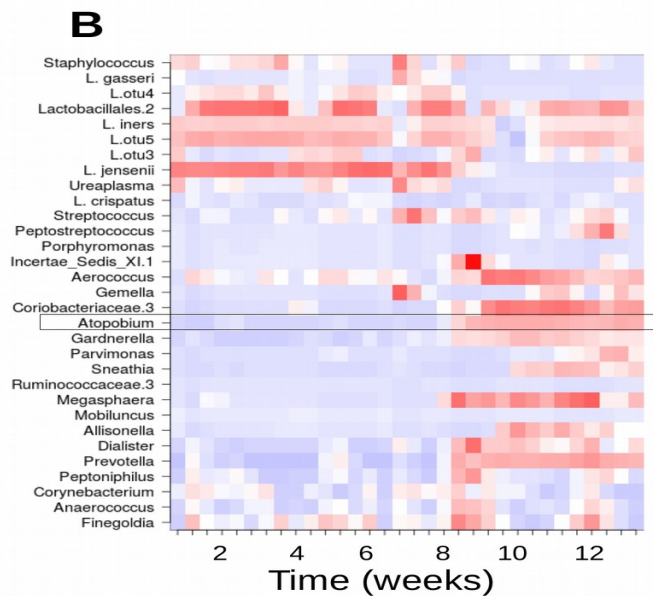 B
Staphylococcus
L. gasseri
L.otu4
Lactobacillales.2
L. iners
L.otu5
L.otu3
L. jensenii
Ureaplasma
L. crispatus
Streptococcus
Peptostreptococcus
Porphyromonas
Incertae_Sedis_XI.1
Aerococcus
Gemella
Coriobacteriaceae.3
Atopobium
Gardnerella
Parvimonas
Sneathia
Ruminococcaceae.3
Megasphaera
Mobiluncus
Allisonella
Dialister
Prevotella
Peptoniphilus
Corynebacterium
Anaerococcus
Finegoldia
2 4 6 8 10 12
Time (weeks)